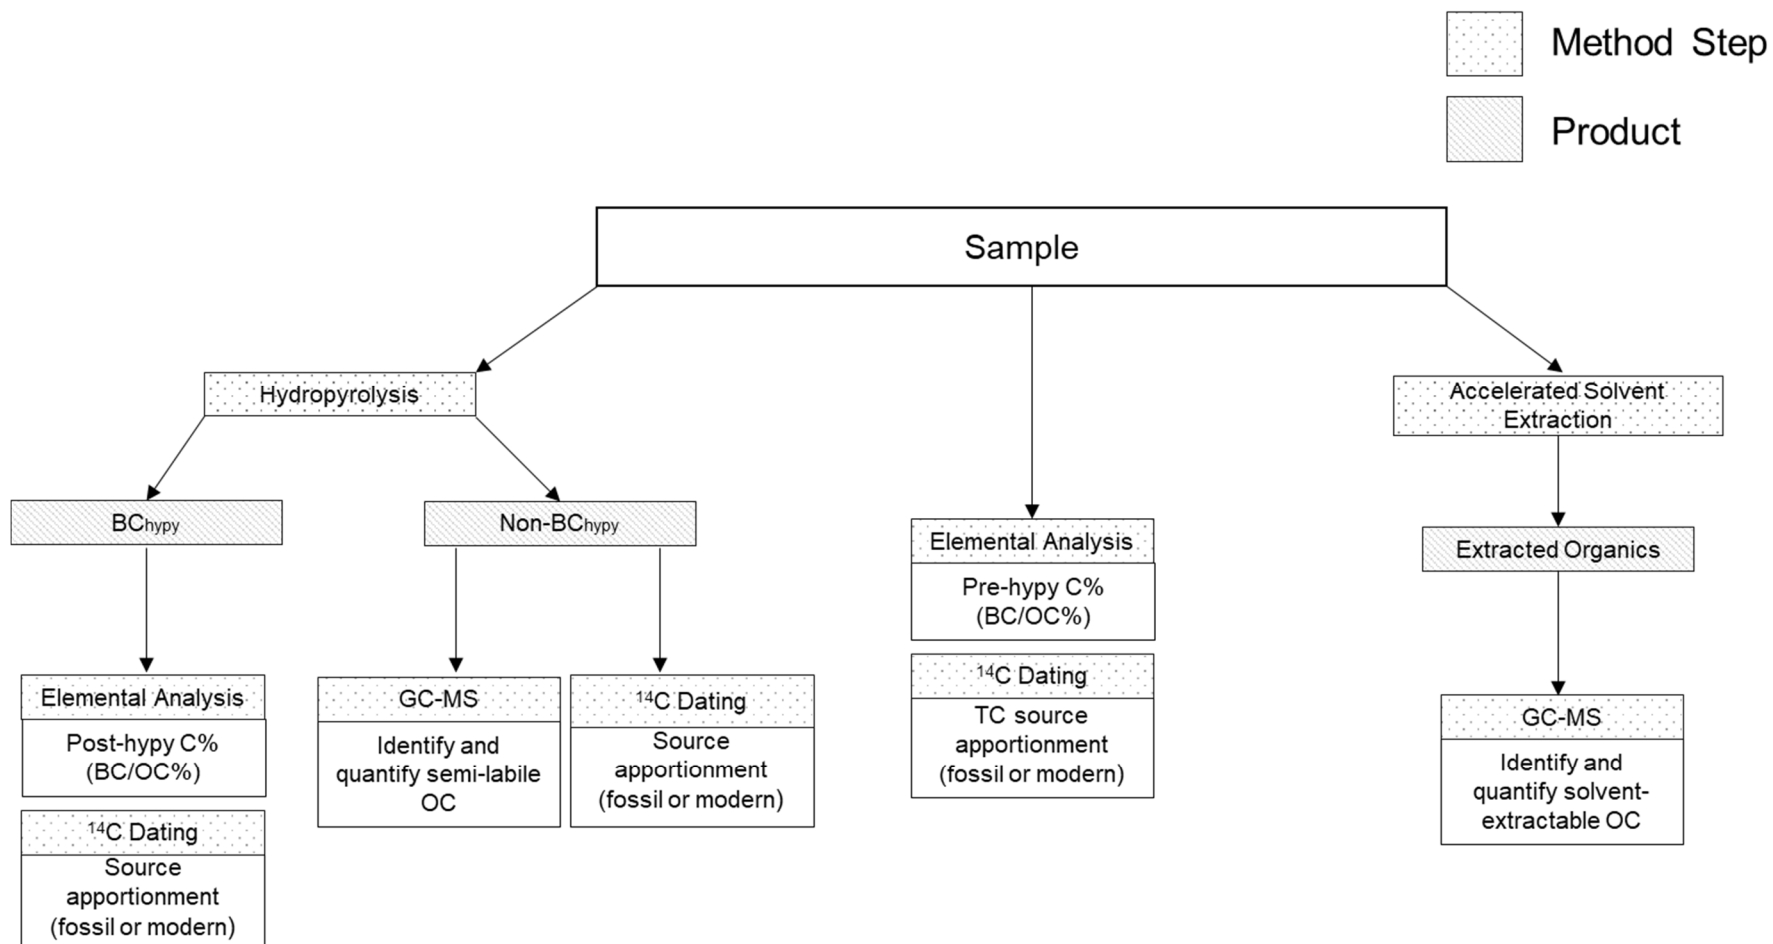 Method Step
Product
Sample
Hydropyrolysis
Accelerated Solvent
Extraction
BChypy
Non-BChypy
Elemental Analysis
Pre-hypy C%
(BC/OC%)
14C Dating
TC source
apportionment
(fossil or modern)
Extracted Organics
Elemental Analysis
Post-hypy C%
(BC/OC%)
14C Dating
Source
apportionment
(fossil or modern)
GC-MS
Identify and
quantify semi-labile
OC
14C Dating
Source
apportionment
(fossil or modern)
GC-MS
Identify and
quantify solvent-
extractable OC